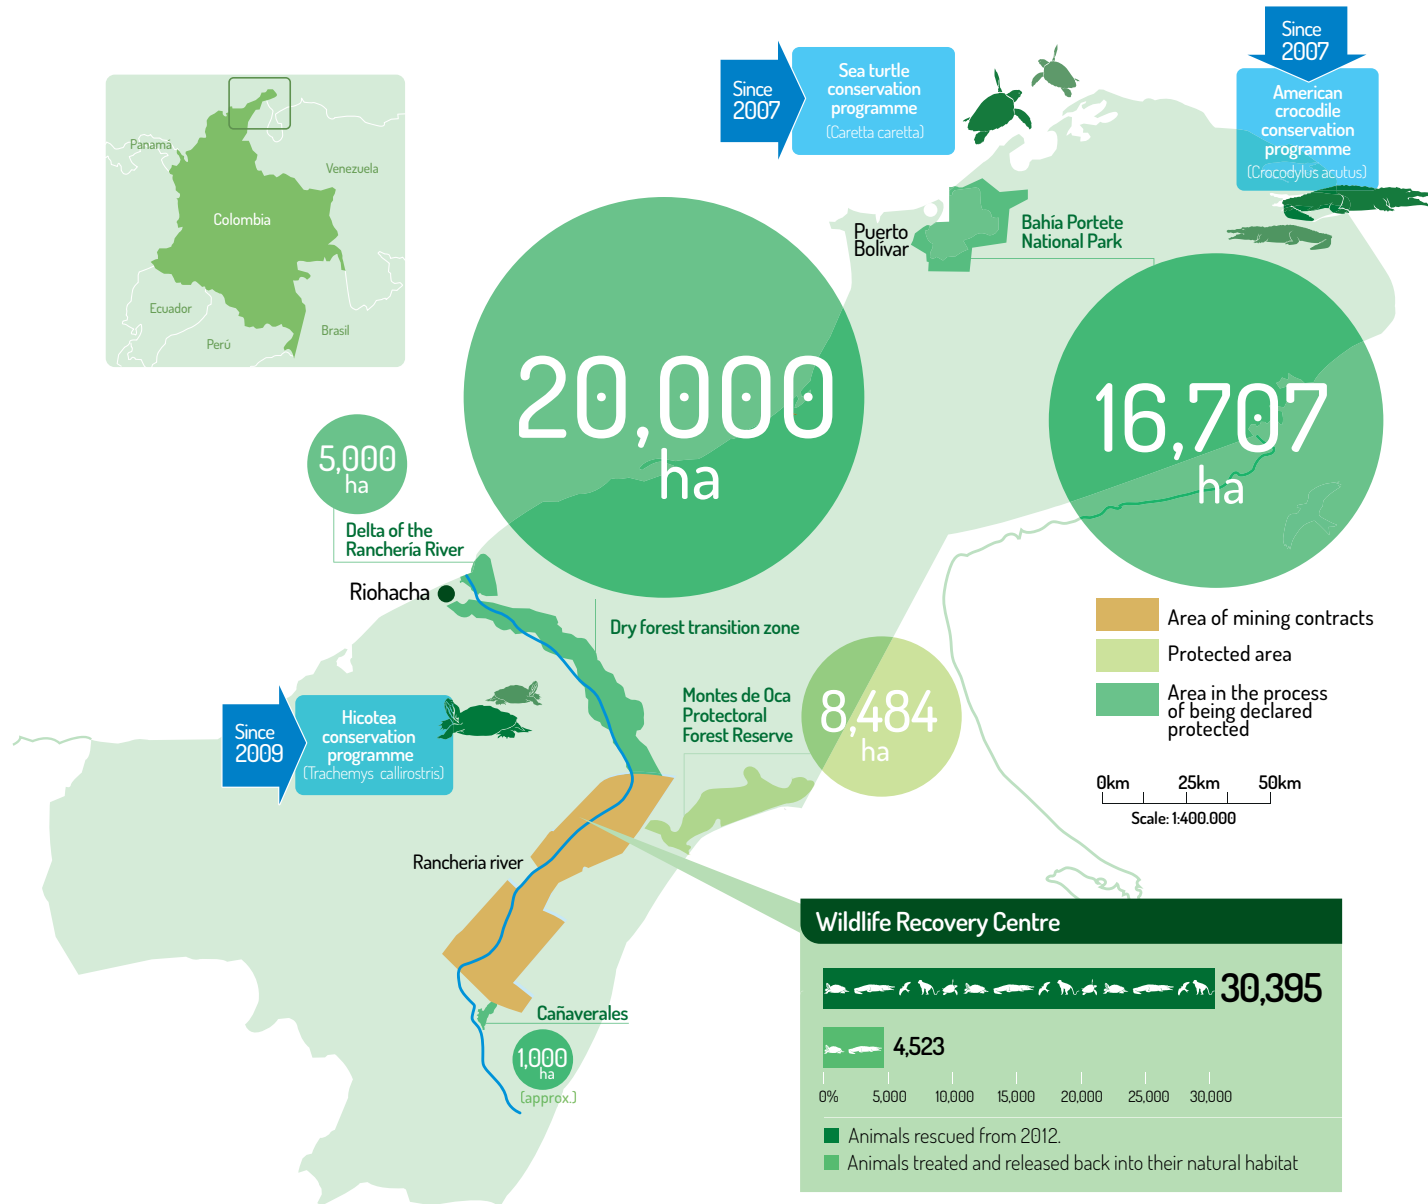 Since
2007
Sea turtle
conservation
programme
(Caretta caretta)
Since
2007
American
crocodile
conservation
programme
(Crocodylus acutus)
Panamá
Venezuela
Colombia
Ecuador
Perú
Brasil
Puerto
Bolívar
Bahía Portete
National Park
20,000
ha
16,707
ha
5,000
ha
Delta of the
Ranchería River
Riohacha
Dry forest transition zone
Montes de Oca
Protectoral
Forest Reserve
8,484
ha
Since
2009
Hicotea
conservation
programme
(Trachemys callirostris)
Area of mining contracts
Protected area
Area in the process
of being declared
protected
0km 25km 50km
Scale: 1:400.000
Rancheria river
Cañaverales
1,000
ha
(approx.)
Wildlife Recovery Centre
30,395
4,523
0% 5,000 10,000 15,000 20,000 25,000 30,000
Animals rescued from 2012.
Animals treated and released back into their natural habitat